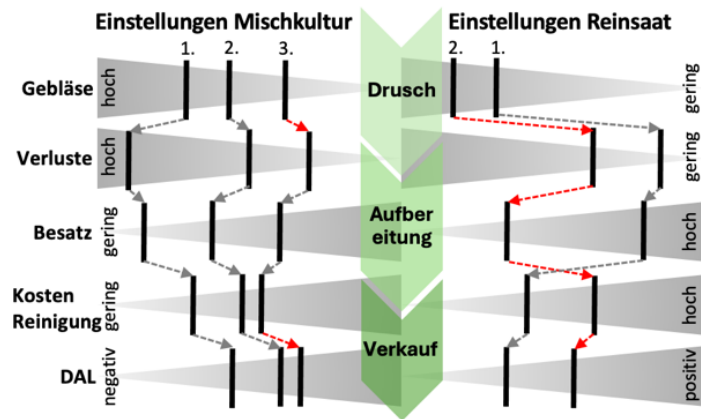 Einstellungen Mischkultur
Einstellungen Reinsaat
1.
2.
3.
2.
1.
Gebläse
hoch
Drusch
gering
Verluste
hoch
gering
Besatz
gering
Aufber
eitung
hoch
Kosten
Reinigung
gering
hoch
DAL
negativ
Verkauf
positiv